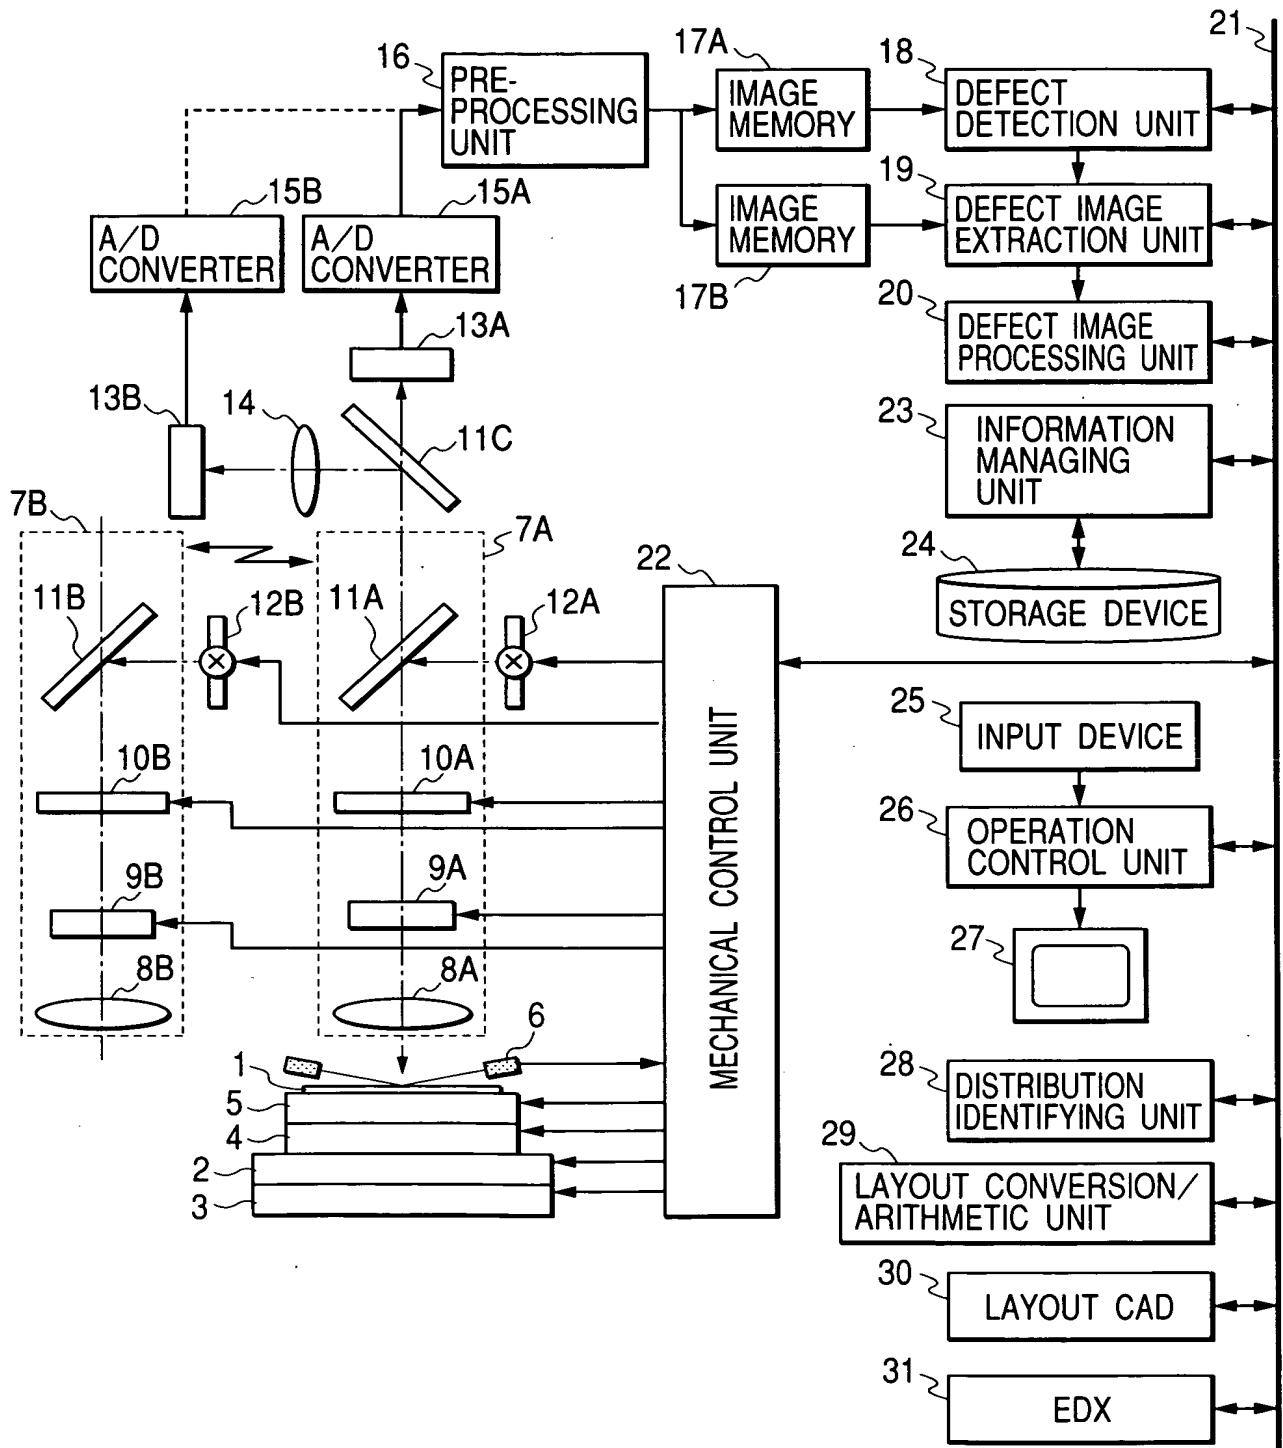 21
17A
16
18
PRE-
PROCESSING
UNIT
IMAGE
MEMORY
DEFECT
DETECTION UNIT
15B
15A
19
A/D
CONVERTER
A/D
CONVERTER
IMAGE
MEMORY
DEFECT IMAGE
EXTRACTION UNIT
17B
20
13A
DEFECT IMAGE
PROCESSING UNIT
13B
14
11C
23
INFORMATION
MANAGING
UNIT
7B
7A
22
24
STORAGE DEVICE
11B
12B
11A
12A
25
INPUT DEVICE
10B
10A
26
OPERATION
CONTROL UNIT
MECHANICAL CONTROL UNIT
9B
9A
27
8B
8A
6
1
5
4
2
3
28
DISTRIBUTION
IDENTIFYING UNIT
29
LAYOUT CONVERSION/
ARITHMETIC UNIT
30
LAYOUT CAD
31
EDX